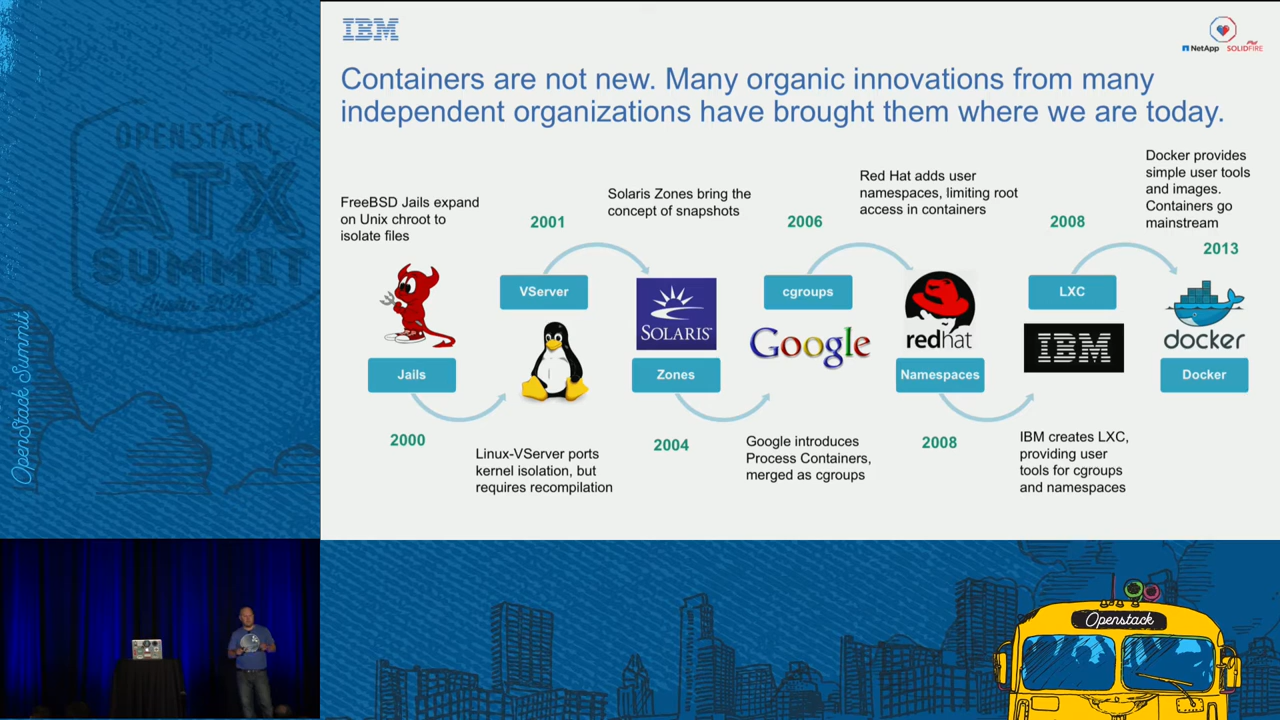 IBM
NetApp SOLIDFIRE
Containers are not new. Many organic innovations from many
independent organizations have brought them where we are today.
OPENSTACK
ATX
SUMMIT
OpenStack Summit
FreeBSD Jails expand
on Unix chroot to
isolate files
Jails
2000
2001
VServer
Linux-VServer ports
kernel isolation, but
requires recompilation
Solaris Zones bring the
concept of snapshots
SOLARIS
Zones
2004
2006
cgroups
Google
Google introduces
Process Containers,
merged as cgroups
Red Hat adds user
namespaces, limiting root
access in containers
redhat
Namespaces
2008
2008
LXC
IBM
IBM creates LXC,
providing user
tools for cgroups
and namespaces
Docker provides
simple user tools
and images.
Containers go
mainstream
2013
docker
Docker
Openstack